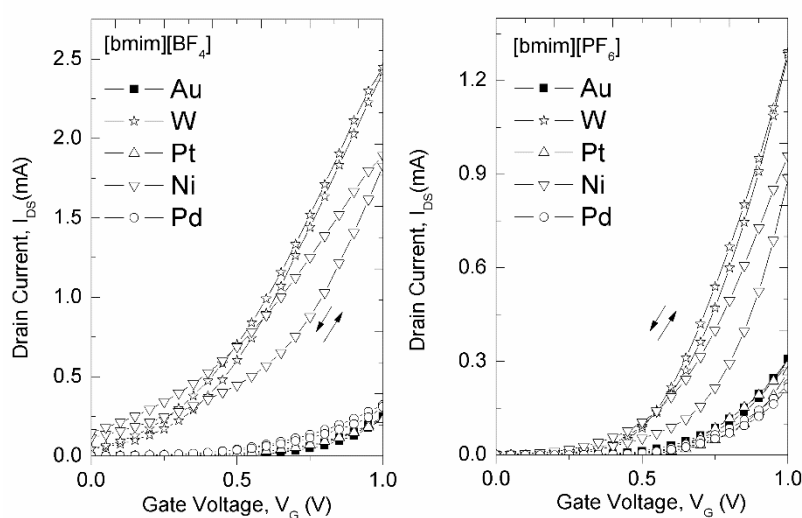 [bmim][BF4]
Au
W
Pt
Ni
Pd
2.5
2.0
1.5
1.0
0.5
0.0
Drain Current, IDS(mA)
0.0 0.5 1.0
Gate Voltage, VG (V)
[bmim][PF6]
Au
W
Pt
Ni
Pd
1.2
0.9
0.6
0.3
0.0
Drain Current, IDS(mA)
0.0 0.5 1.0
Gate Voltage, VG (V)